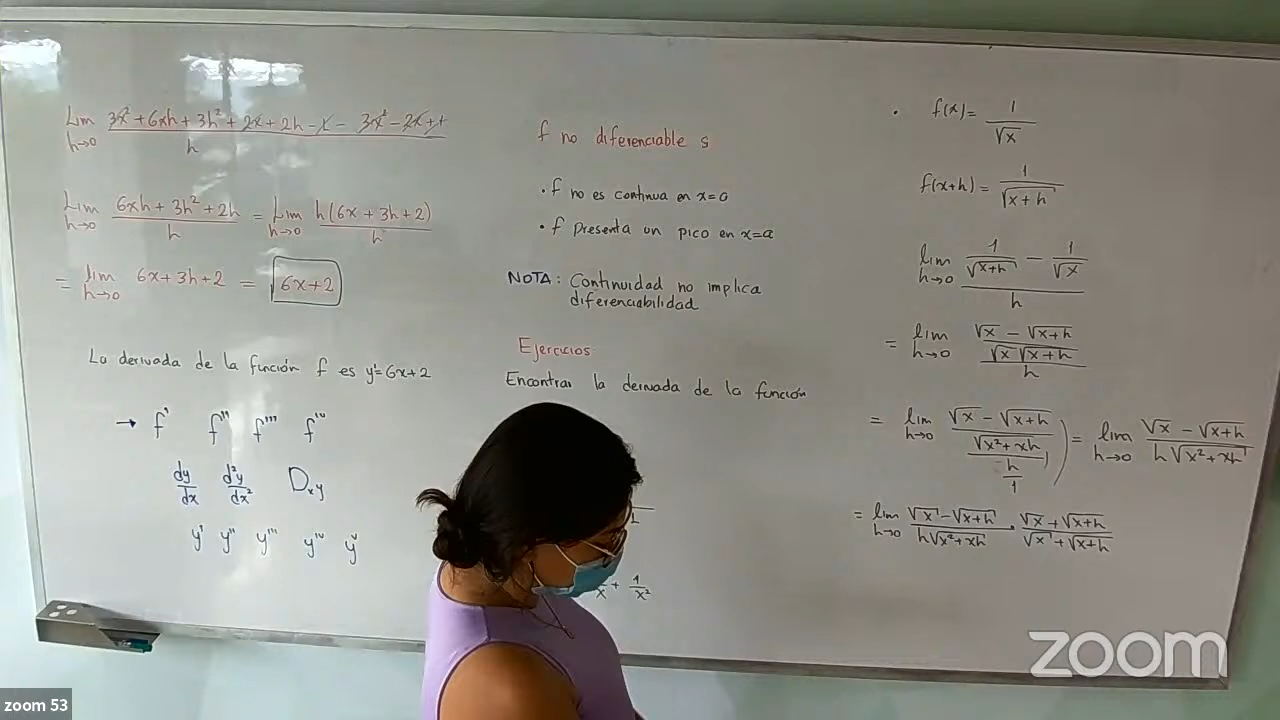 Lim h→0 3x² + 6xh + 3h² + 2x + 2h - 1 - 3x² - 2x + 1 / h
Lim h→0 6xh + 3h² + 2h / h = Lim h→0 h(6x + 3h + 2) / h
= lim h→0 6x + 3h + 2 = 6x + 2
La derivada de la función f es y' = 6x + 2
→ f' f'' f''' f'ᵛ
dy/dx d²y/dx² Dₓy
y' y'' y''' y'ᵛ yᵛ
f no diferenciable s
• f no es continua en x=a
• f presenta un pico en x=a
NOTA: Continuidad no implica
diferenciabilidad
Ejercicios
Encontrar la derivada de la función
x + 1/x²
• f(x) = 1/√x
f(x+h) = 1/√(x+h)
lim h→0 (1/√(x+h) - 1/√x) / h
= lim h→0 ((√x - √(x+h)) / (√x √(x+h))) / h
= lim h→0 ((√x - √(x+h)) / √(x²+xh)) / (h/1) ) = lim h→0 (√x - √(x+h)) / (h√(x²+xh))
= lim h→0 (√x - √(x+h)) / (h√(x²+xh)) · (√x + √(x+h)) / (√x + √(x+h))
zoom
zoom 53